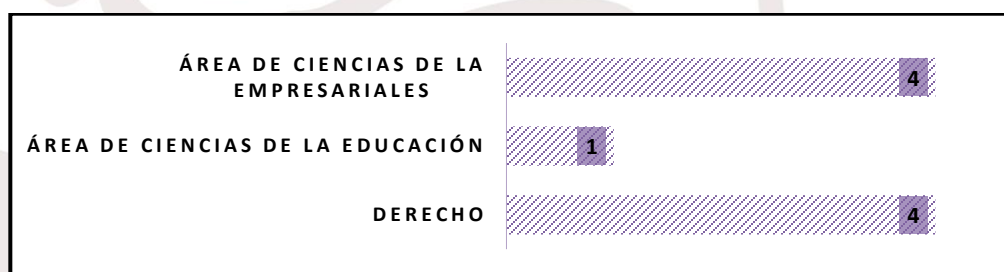 ÁREA DE CIENCIAS DE LA
EMPRESARIALES
4
ÁREA DE CIENCIAS DE LA EDUCACIÓN
1
DERECHO
4